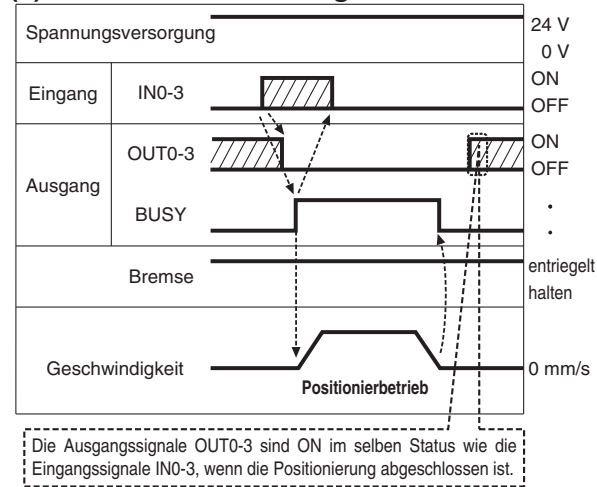 Spannungsversorgung
24 V
0 V
Eingang
IN0-3
ON
OFF
Ausgang
OUT0-3
ON
OFF
BUSY
Bremse
entriegelt
halten
Geschwindigkeit
Positionierbetrieb
0 mm/s
Die Ausgangssignale OUT0-3 sind ON im selben Status wie die
Eingangssignale IN0-3, wenn die Positionierung abgeschlossen ist.